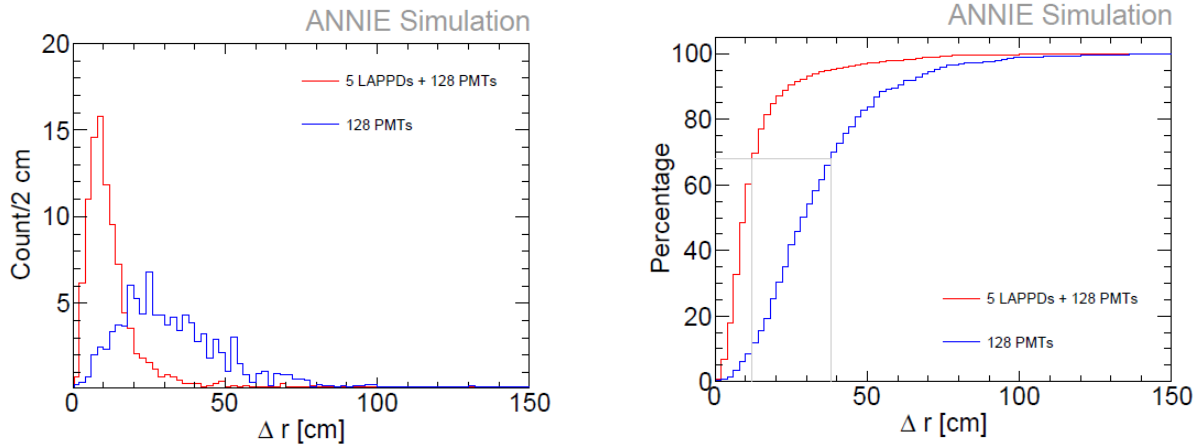 ANNIE Simulation
20
15
10
5
0 50 100 150
Count/2 cm
Δ r [cm]
5 LAPPDs + 128 PMTs
128 PMTs
ANNIE Simulation
100
80
60
40
20
0
0 50 100 150
Percentage
Δ r [cm]
5 LAPPDs + 128 PMTs
128 PMTs